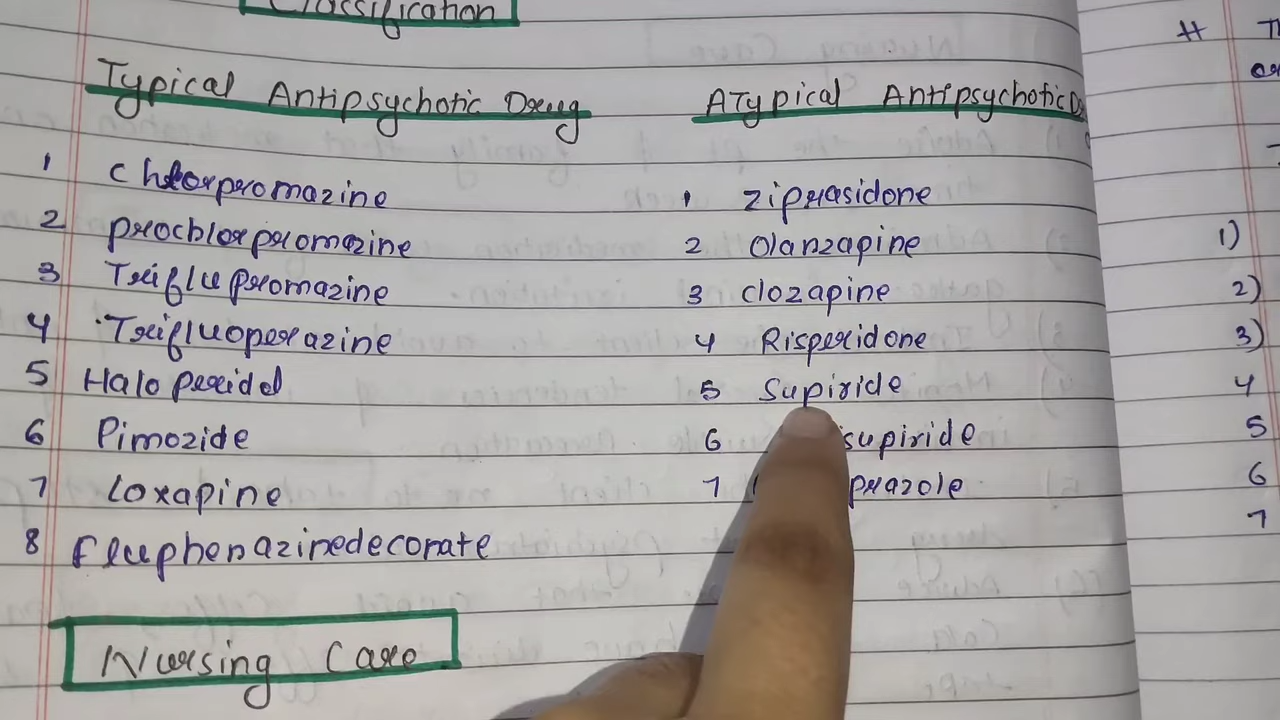 Classification
Typical Antipsychotic Drug
1 Chlorpromazine
2 Prochlorpromazine
3 Triflupromazine
4 Trifluoperazine
5 Haloperidol
6 Pimozide
7 Loxapine
8 Fluphenazinedecorate
Nursing Care
ATypical Antipsychotic
1 Ziprasidone
2 Olanzapine
3 Clozapine
4 Risperidone
5 Supiride
6 supiride
7 prazole
1)
2)
3)
4
5
6
7